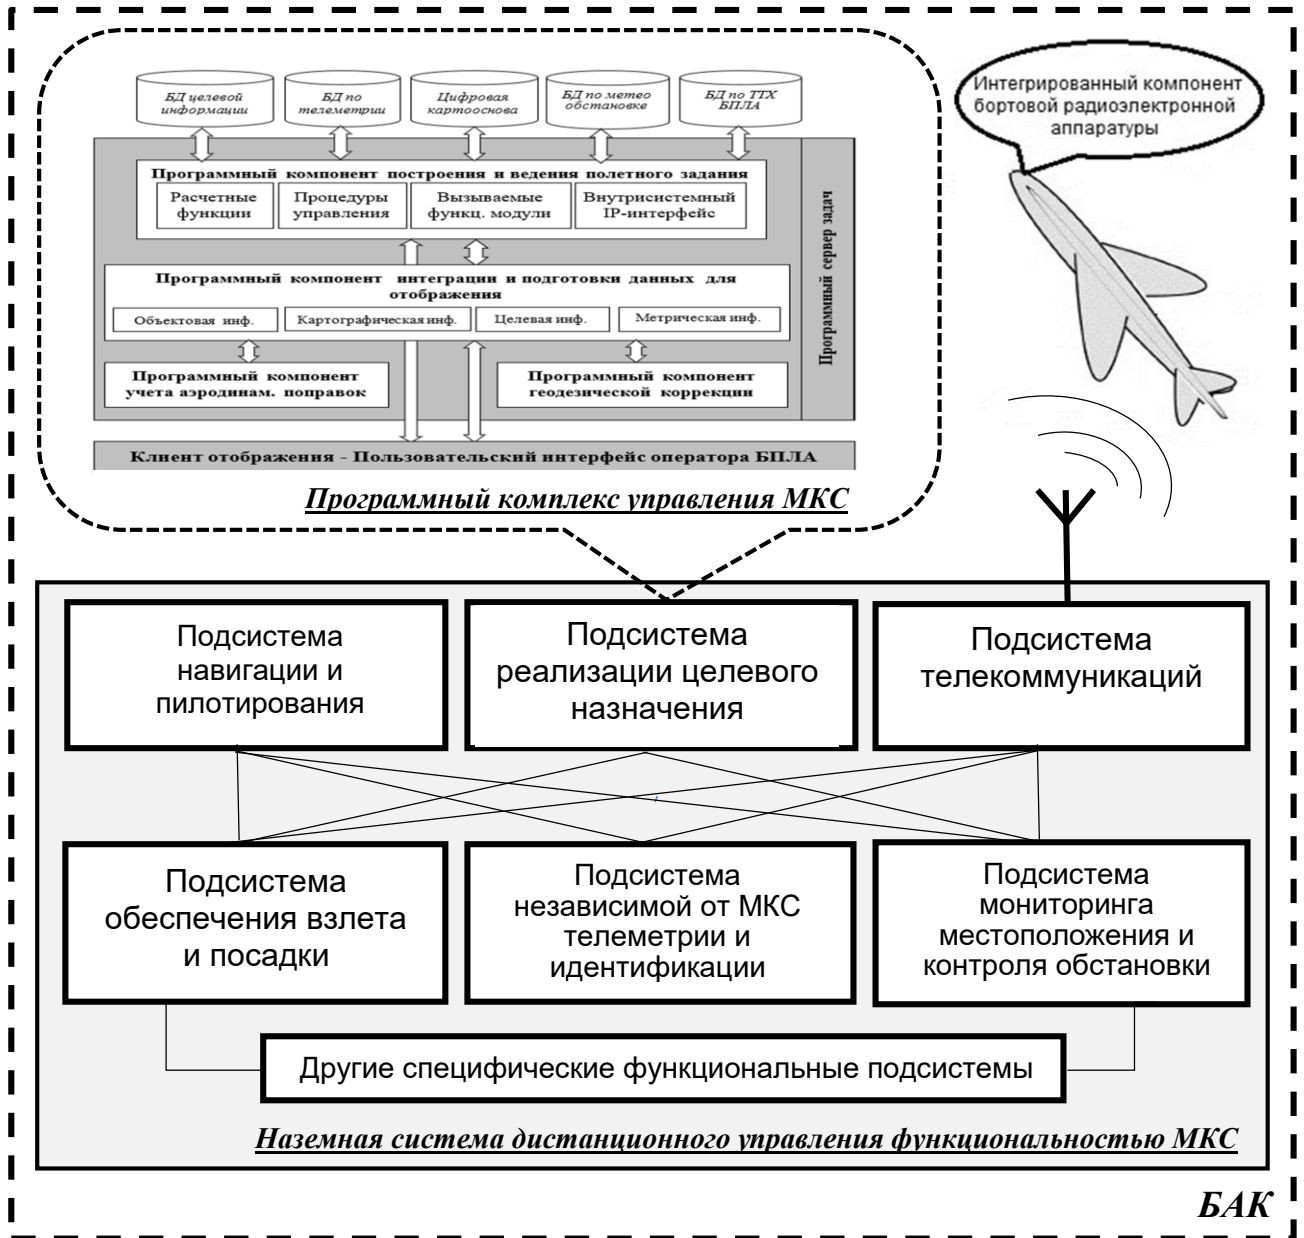 БД целевой
информации
БД по
телеметрии
Цифровая
картооснова
БД по метео
обстановке
БД по ТТХ
БПЛА
Программный компонент построения и ведения полетного задания
Расчетные
функции
Процедуры
управления
Вызываемые
функц. модули
Внутрисистемный
IP-интерфейс
Программный компонент интеграции и подготовки данных для
отображения
Объектовая инф.
Картографическая инф.
Целевая инф.
Метрическая инф.
Программный компонент
учета аэродинам. поправок
Программный компонент
геодезической коррекции
Программный сервер задач
Клиент отображения - Пользовательский интерфейс оператора БПЛА
Программный комплекс управления МКС
Интегрированный компонент
бортовой радиоэлектронной
аппаратуры
Подсистема
навигации и
пилотирования
Подсистема
реализации целевого
назначения
Подсистема
телекоммуникаций
Подсистема
обеспечения взлета
и посадки
Подсистема
независимой от МКС
телеметрии и
идентификации
Подсистема
мониторинга
местоположения и
контроля обстановки
Другие специфические функциональные подсистемы
Наземная система дистанционного управления функциональностью МКС
БАК